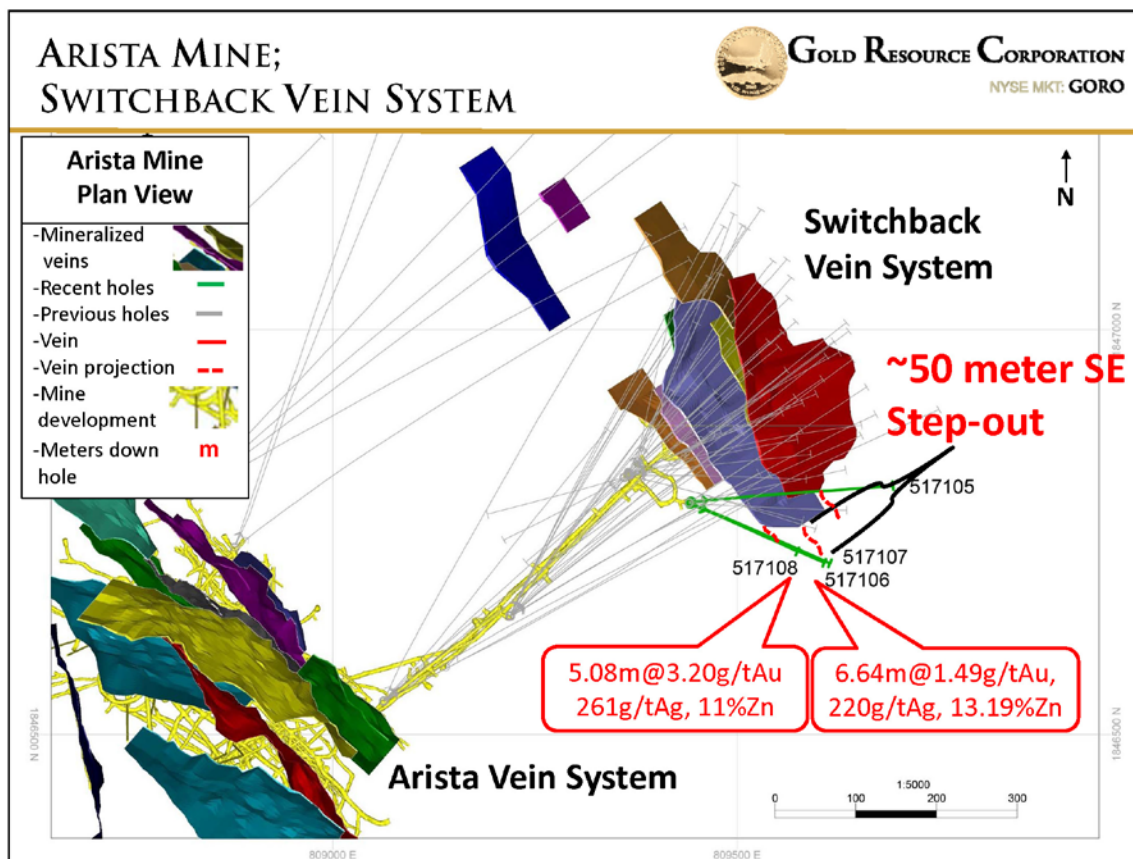 ARISTA MINE;
SWITCHBACK VEIN SYSTEM
GOLD RESOURCE CORPORATION
NYSE MKT: GORO
Arista Mine
Plan View
-Mineralized
veins
-Recent holes
-Previous holes
-Vein
-Vein projection
-Mine
development
-Meters down
hole
m
N
Switchback
Vein System
1847000 N
~50 meter SE
Step-out
517105
517107
517108
517106
5.08m@3.20g/tAu
261g/tAg, 11%Zn
6.64m@1.49g/tAu,
220g/tAg, 13.19%Zn
1846500 N
1846500 N
Arista Vein System
1:5000
0 100 200 300
809000 E
809500 E